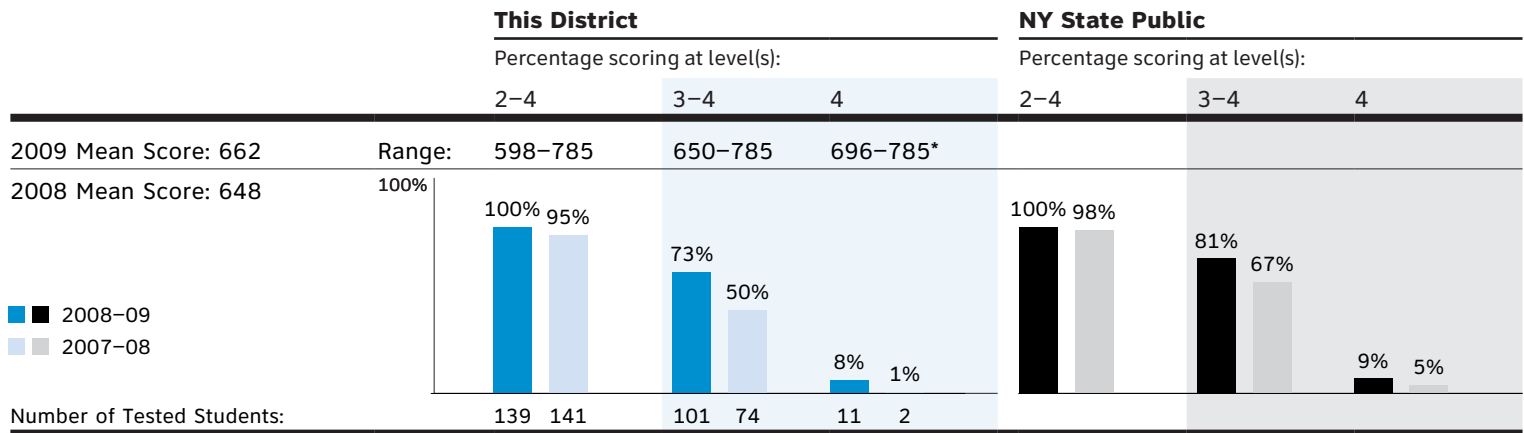 This District NY State Public
Percentage scoring at level(s): Percentage scoring at level(s):
2–4 3–4 4 2–4 3–4 4
2009 Mean Score: 662 Range: 598–785 650–785 696–785*
2008 Mean Score: 648 100%
100% 95% 73% 50% 8% 1% 100% 98% 81% 67% 9% 5%
2008–09
2007–08
Number of Tested Students: 139 141 101 74 11 2